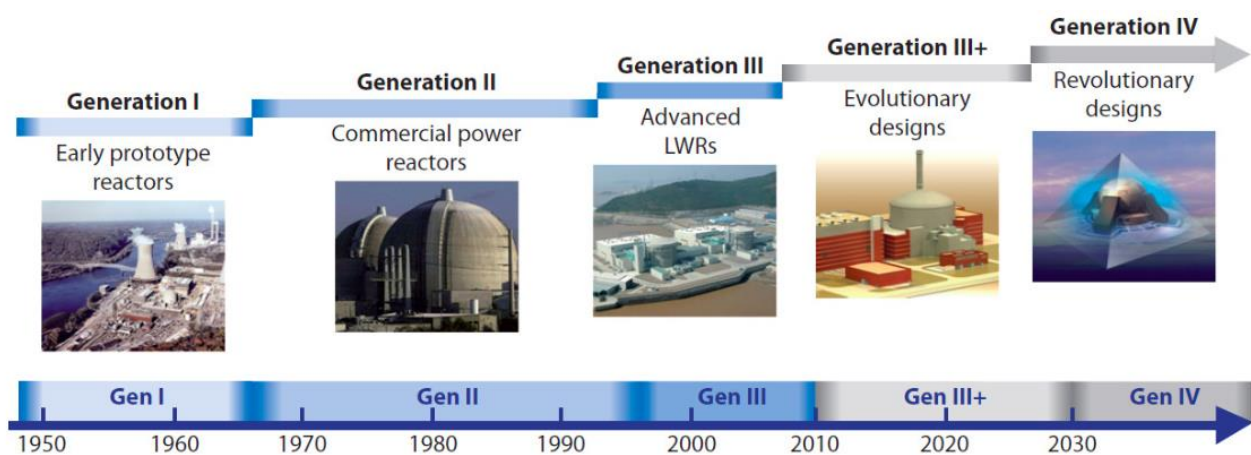 Generation I
Early prototype
reactors
Generation II
Commercial power
reactors
Generation III
Advanced
LWRs
Generation III+
Evolutionary
designs
Generation IV
Revolutionary
designs
Gen I Gen II Gen III Gen III+ Gen IV
1950 1960 1970 1980 1990 2000 2010 2020 2030